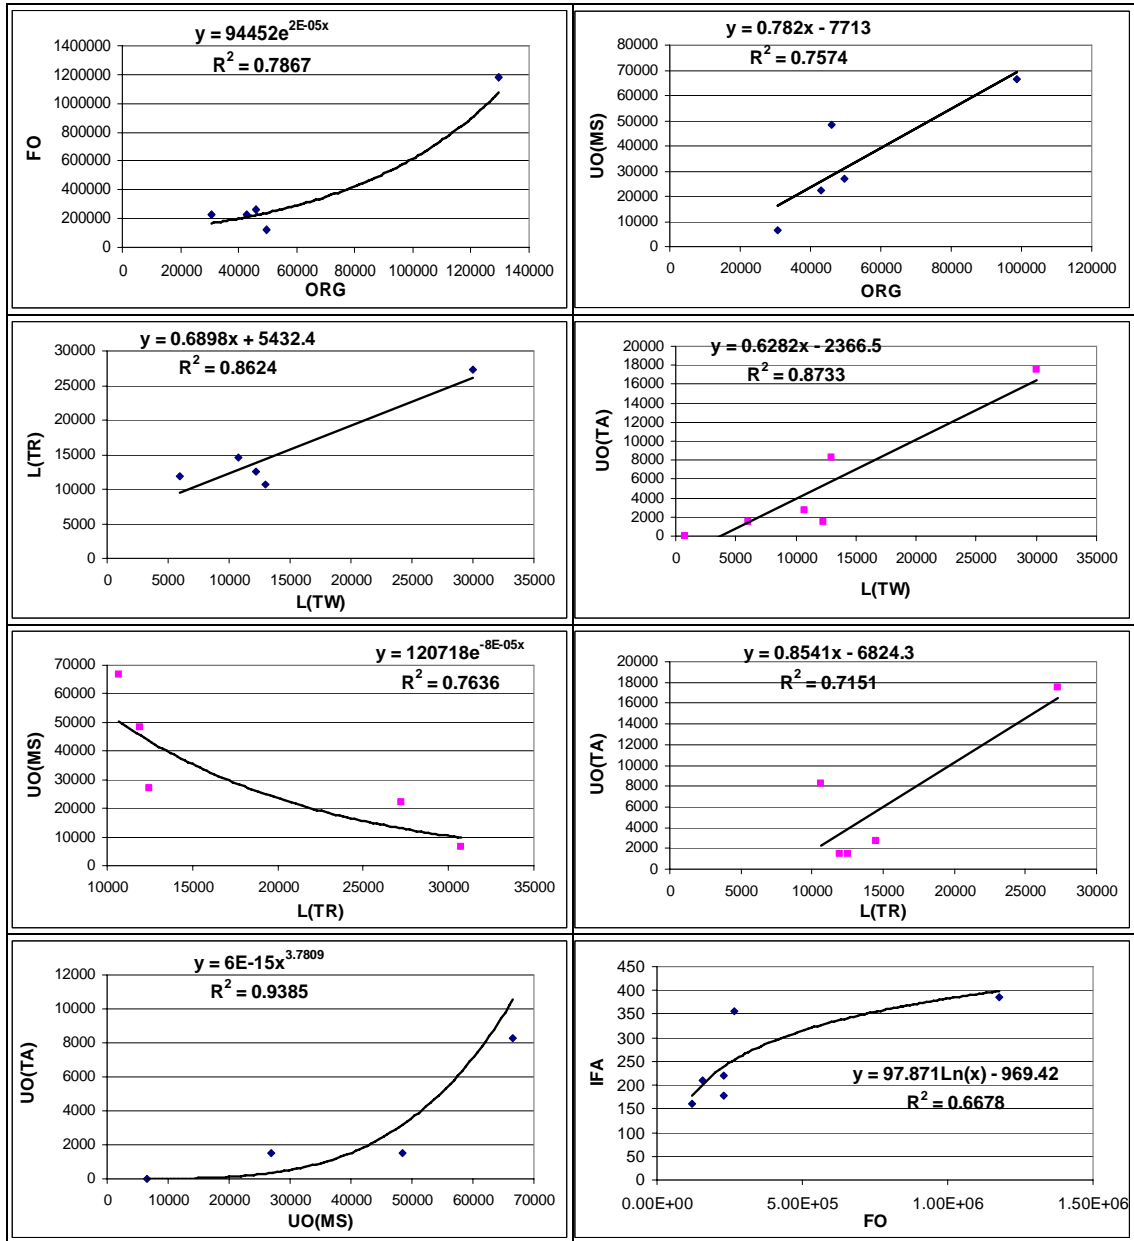 y = 94452e^2E-05x
R² = 0.7867
1400000
1200000
1000000
800000
600000
400000
200000
0
FO
0 20000 40000 60000 80000 100000 120000 140000
ORG
y = 0.782x - 7713
R² = 0.7574
80000
70000
60000
50000
40000
30000
20000
10000
0
UO(MS)
0 20000 40000 60000 80000 100000 120000
ORG
y = 0.6898x + 5432.4
R² = 0.8624
30000
25000
20000
15000
10000
5000
0
L(TR)
0 5000 10000 15000 20000 25000 30000 35000
L(TW)
y = 0.6282x - 2366.5
R² = 0.8733
20000
18000
16000
14000
12000
10000
8000
6000
4000
2000
0
UO(TA)
0 5000 10000 15000 20000 25000 30000 35000
L(TW)
y = 120718e^-8E-05x
R² = 0.7636
70000
60000
50000
40000
30000
20000
10000
0
UO(MS)
10000 15000 20000 25000 30000 35000
L(TR)
y = 0.8541x - 6824.3
R² = 0.7151
20000
18000
16000
14000
12000
10000
8000
6000
4000
2000
0
UO(TA)
0 5000 10000 15000 20000 25000 30000
L(TR)
y = 6E-15x^3.7809
R² = 0.9385
12000
10000
8000
6000
4000
2000
0
UO(TA)
0 10000 20000 30000 40000 50000 60000 70000
UO(MS)
450
400
350
300
250
200
150
100
50
0
IFA
y = 97.871Ln(x) - 969.42
R² = 0.6678
0.00E+00 5.00E+05 1.00E+06 1.50E+06
FO